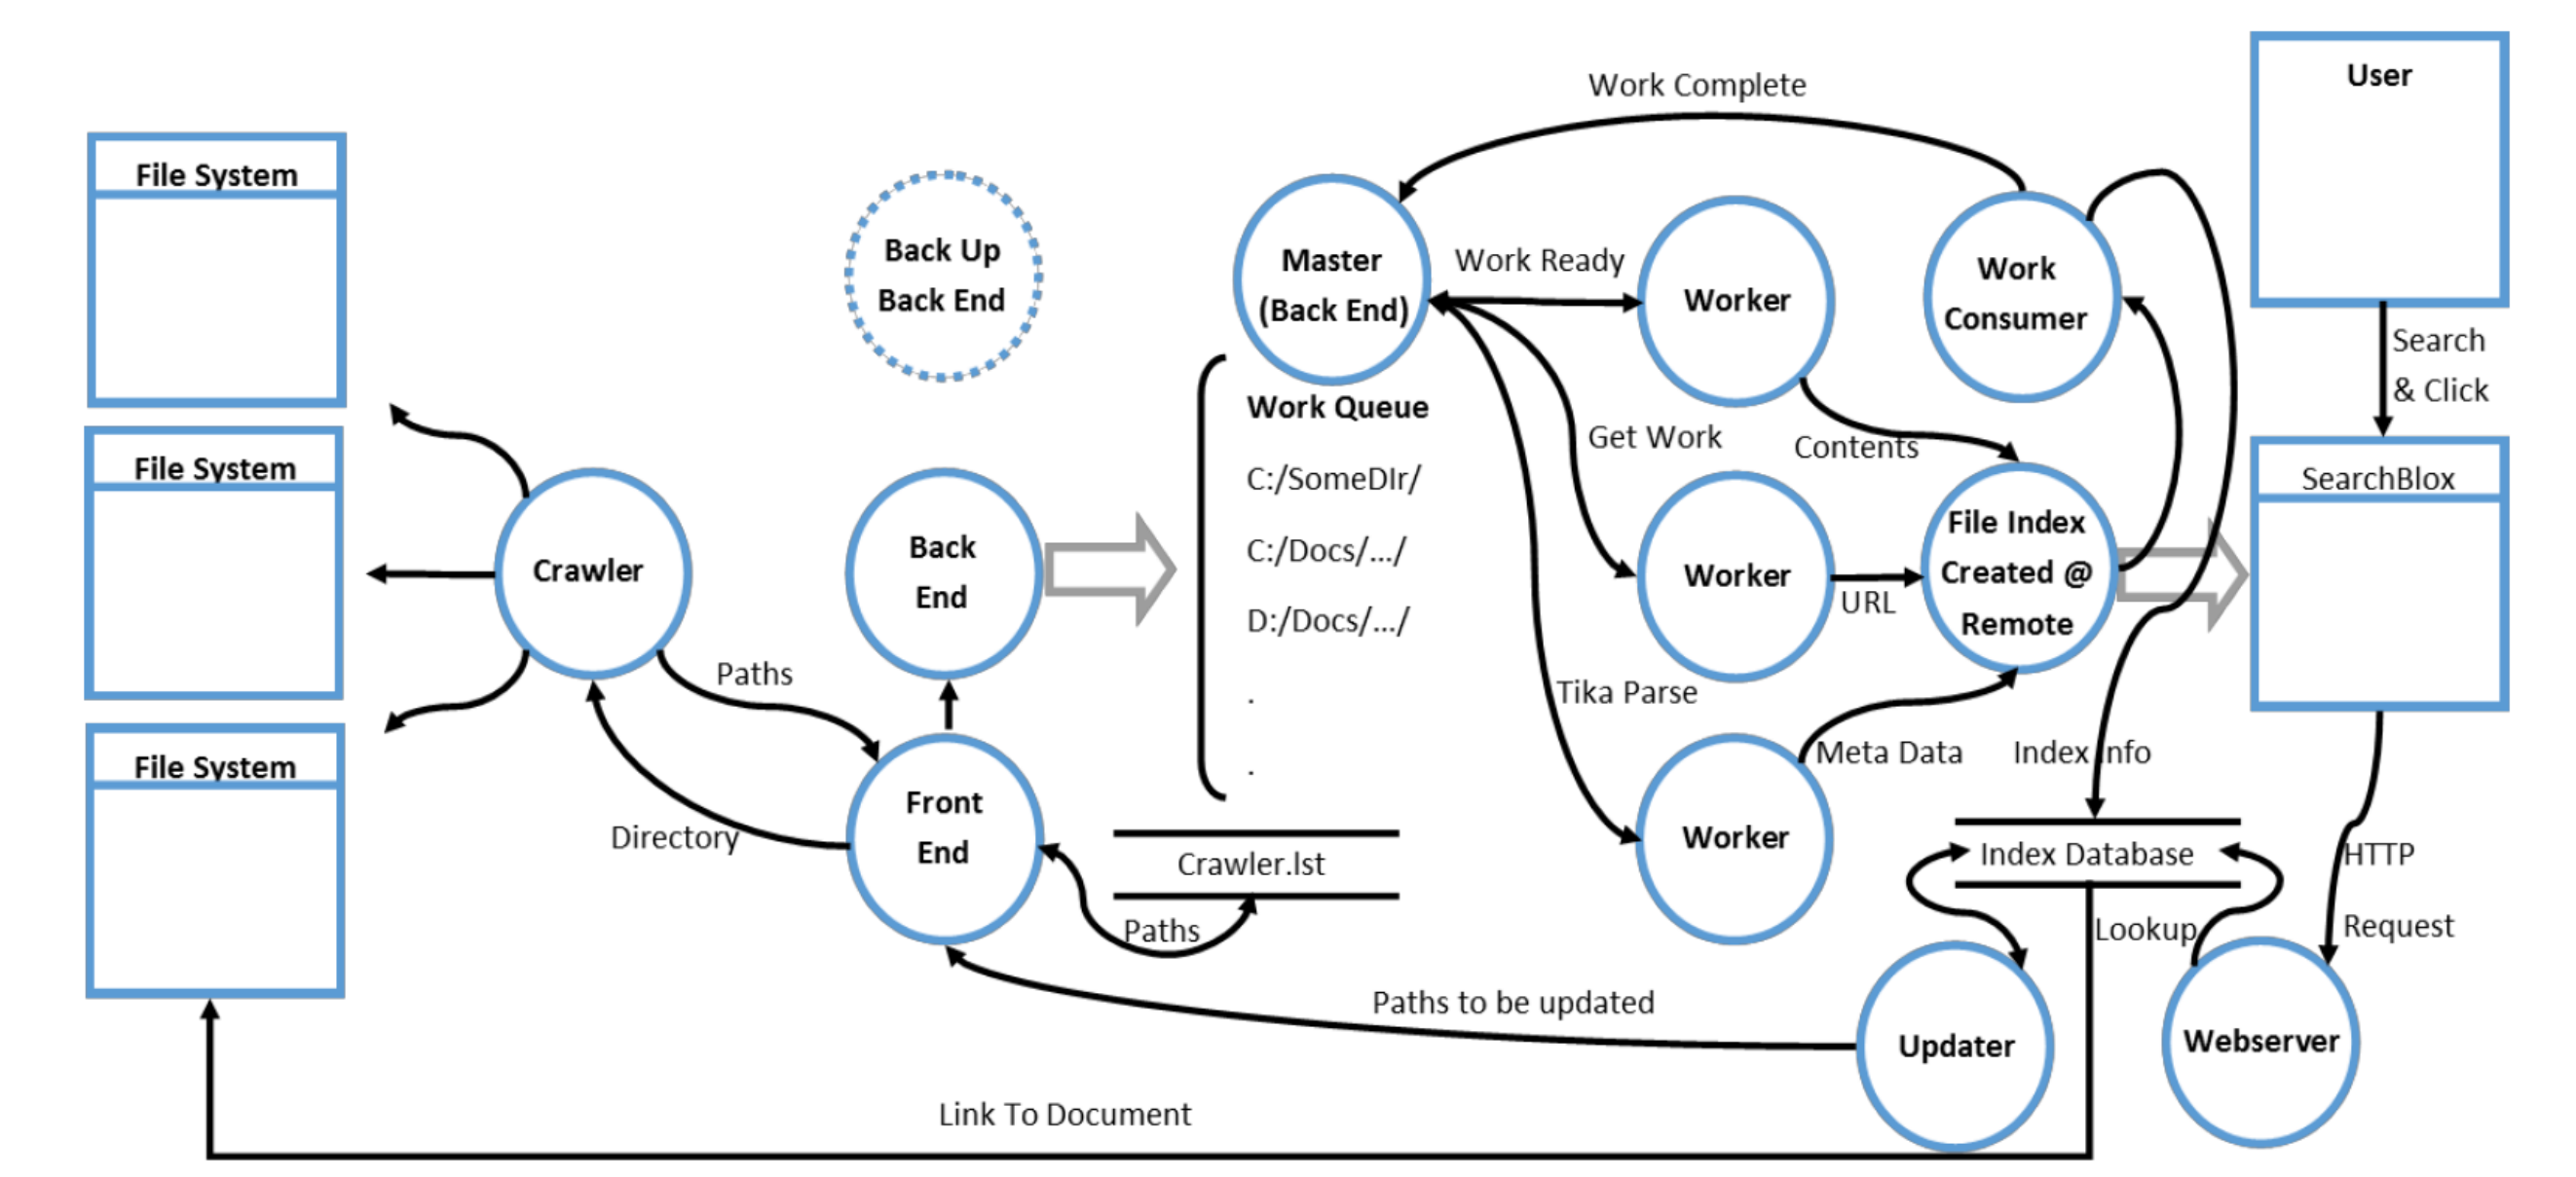 Work Complete
User
File System
Back Up
Back End
Master
(Back End)
Work Ready
Worker
Work
Consumer
Search
& Click
Work Queue
C:/SomeDIr/
C:/Docs/.../
D:/Docs/.../
.
.
Get Work
Contents
File System
Crawler
Back
End
Worker
URL
File Index
Created @
Remote
SearchBlox
Paths
Tika Parse
Meta Data
Index Info
File System
Directory
Front
End
Crawler.lst
Paths
Worker
Index Database
HTTP
Request
Lookup
Paths to be updated
Updater
Webserver
Link To Document